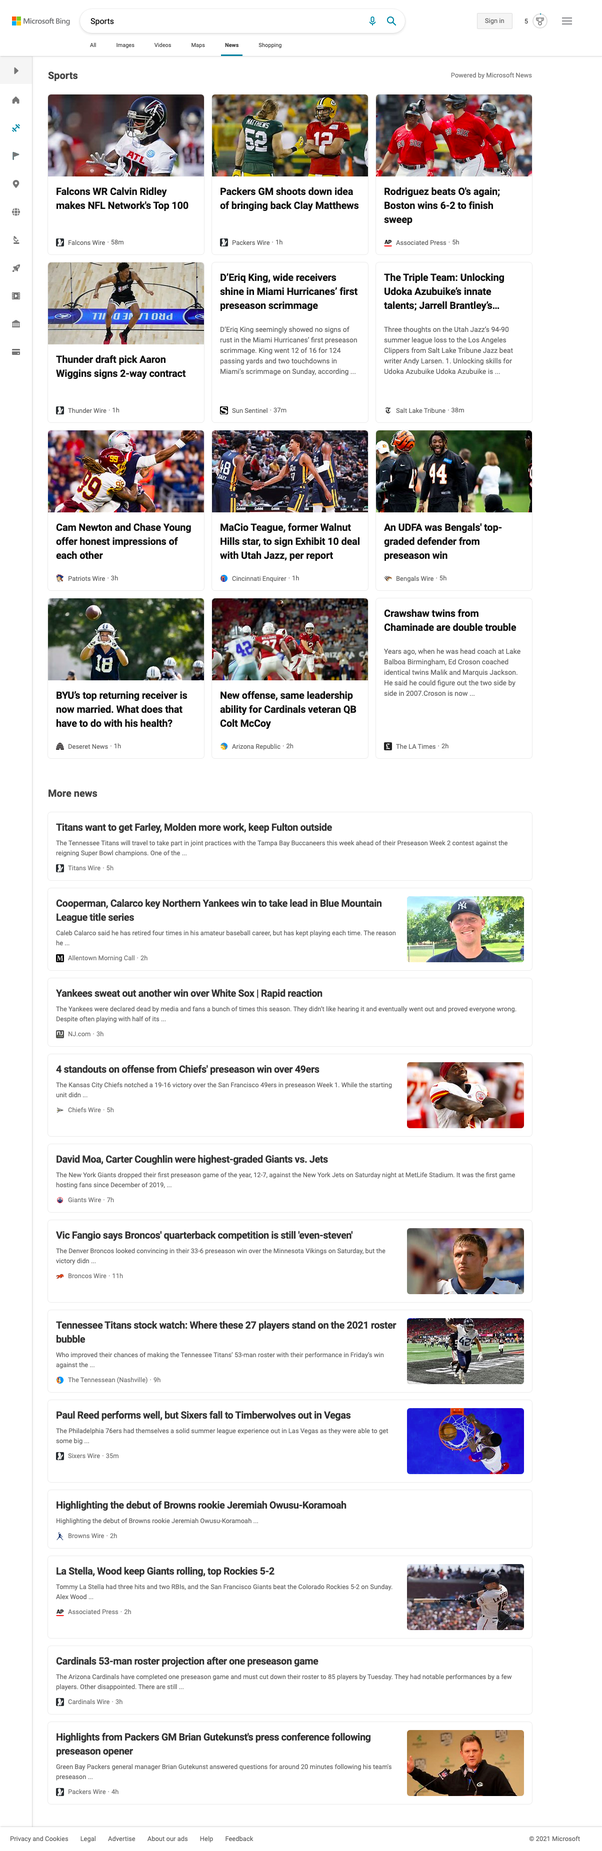 Microsoft Bing
Sports
Sign in
5
All
Images
Videos
Maps
News
Shopping
Sports
Powered by Microsoft News
Falcons WR Calvin Ridley
makes NFL Network's Top 100
Falcons Wire · 58m
MATTHEWS
52
12
Packers GM shoots down idea
of bringing back Clay Matthews
Packers Wire · 1h
Rodriguez beats O's again;
Boston wins 6-2 to finish
sweep
AP Associated Press · 5h
Thunder draft pick Aaron
Wiggins signs 2-way contract
Thunder Wire · 1h
D'Eriq King, wide receivers
shine in Miami Hurricanes' first
preseason scrimmage
D'Eriq King seemingly showed no signs of
rust in the Miami Hurricanes' first preseason
scrimmage. King went 12 of 16 for 124
passing yards and two touchdowns in
Miami's scrimmage on Sunday, according ...
Sun Sentinel · 37m
The Triple Team: Unlocking
Udoka Azubuike's innate
talents; Jarrell Brantley's...
Three thoughts on the Utah Jazz's 94-90
summer league loss to the Los Angeles
Clippers from Salt Lake Tribune Jazz beat
writer Andy Larsen. 1. Unlocking skills for
Udoka Azubuike Udoka Azubuike is ...
Salt Lake Tribune · 38m
Cam Newton and Chase Young
offer honest impressions of
each other
Patriots Wire · 3h
MaCio Teague, former Walnut
Hills star, to sign Exhibit 10 deal
with Utah Jazz, per report
Cincinnati Enquirer · 1h
44
An UDFA was Bengals' top-
graded defender from
preseason win
Bengals Wire · 5h
18
BYU's top returning receiver is
now married. What does that
have to do with his health?
Deseret News · 1h
42
New offense, same leadership
ability for Cardinals veteran QB
Colt McCoy
Arizona Republic · 2h
Crawshaw twins from
Chaminade are double trouble
Years ago, when he was head coach at Lake
Balboa Birmingham, Ed Croson coached
identical twins Malik and Marquis Jackson.
He said he could figure out the two side by
side in 2007.Croson is now ...
The LA Times · 2h
More news
Titans want to get Farley, Molden more work, keep Fulton outside
The Tennessee Titans will travel to take part in joint practices with the Tampa Bay Buccaneers this week ahead of their Preseason Week 2 contest against the
reigning Super Bowl champions. One of the ...
Titans Wire · 5h
Cooperman, Calarco key Northern Yankees win to take lead in Blue Mountain
League title series
Caleb Calarco said he has retired four times in his amateur baseball career, but has kept playing each time. The reason
he ...
Allentown Morning Call · 2h
Yankees sweat out another win over White Sox | Rapid reaction
The Yankees were declared dead by media and fans a bunch of times this season. They didn't like hearing it and eventually went out and proved everyone wrong.
Despite often playing with half of its ...
NJ.com · 3h
4 standouts on offense from Chiefs' preseason win over 49ers
The Kansas City Chiefs notched a 19-16 victory over the San Francisco 49ers in preseason Week 1. While the starting
unit didn ...
Chiefs Wire · 5h
David Moa, Carter Coughlin were highest-graded Giants vs. Jets
The New York Giants dropped their first preseason game of the year, 12-7, against the New York Jets on Saturday night at MetLife Stadium. It was the first game
hosting fans since December of 2019, ...
Giants Wire · 7h
Vic Fangio says Broncos' quarterback competition is still 'even-steven'
The Denver Broncos looked convincing in their 33-6 preseason win over the Minnesota Vikings on Saturday, but the
victory didn ...
Broncos Wire · 11h
Tennessee Titans stock watch: Where these 27 players stand on the 2021 roster
bubble
Who improved their chances of making the Tennessee Titans' 53-man roster with their performance in Friday's win
against the ...
The Tennessean (Nashville) · 9h
Paul Reed performs well, but Sixers fall to Timberwolves out in Vegas
The Philadelphia 76ers had themselves a solid summer league experience out in Las Vegas as they were able to get
some big ...
Sixers Wire · 35m
Highlighting the debut of Browns rookie Jeremiah Owusu-Koramoah
Highlighting the debut of Browns rookie Jeremiah Owusu-Koramoah ...
Browns Wire · 2h
La Stella, Wood keep Giants rolling, top Rockies 5-2
Tommy La Stella had three hits and two RBIs, and the San Francisco Giants beat the Colorado Rockies 5-2 on Sunday.
Alex Wood ...
AP Associated Press · 2h
Cardinals 53-man roster projection after one preseason game
The Arizona Cardinals have completed one preseason game and must cut down their roster to 85 players by Tuesday. They had notable performances by a few
players. Other disappointed. There are still ...
Cardinals Wire · 3h
Highlights from Packers GM Brian Gutekunst's press conference following
preseason opener
Green Bay Packers general manager Brian Gutekunst answered questions for around 20 minutes following his team's
preseason ...
Packers Wire · 4h
Privacy and Cookies
Legal
Advertise
About our ads
Help
Feedback
© 2021 Microsoft